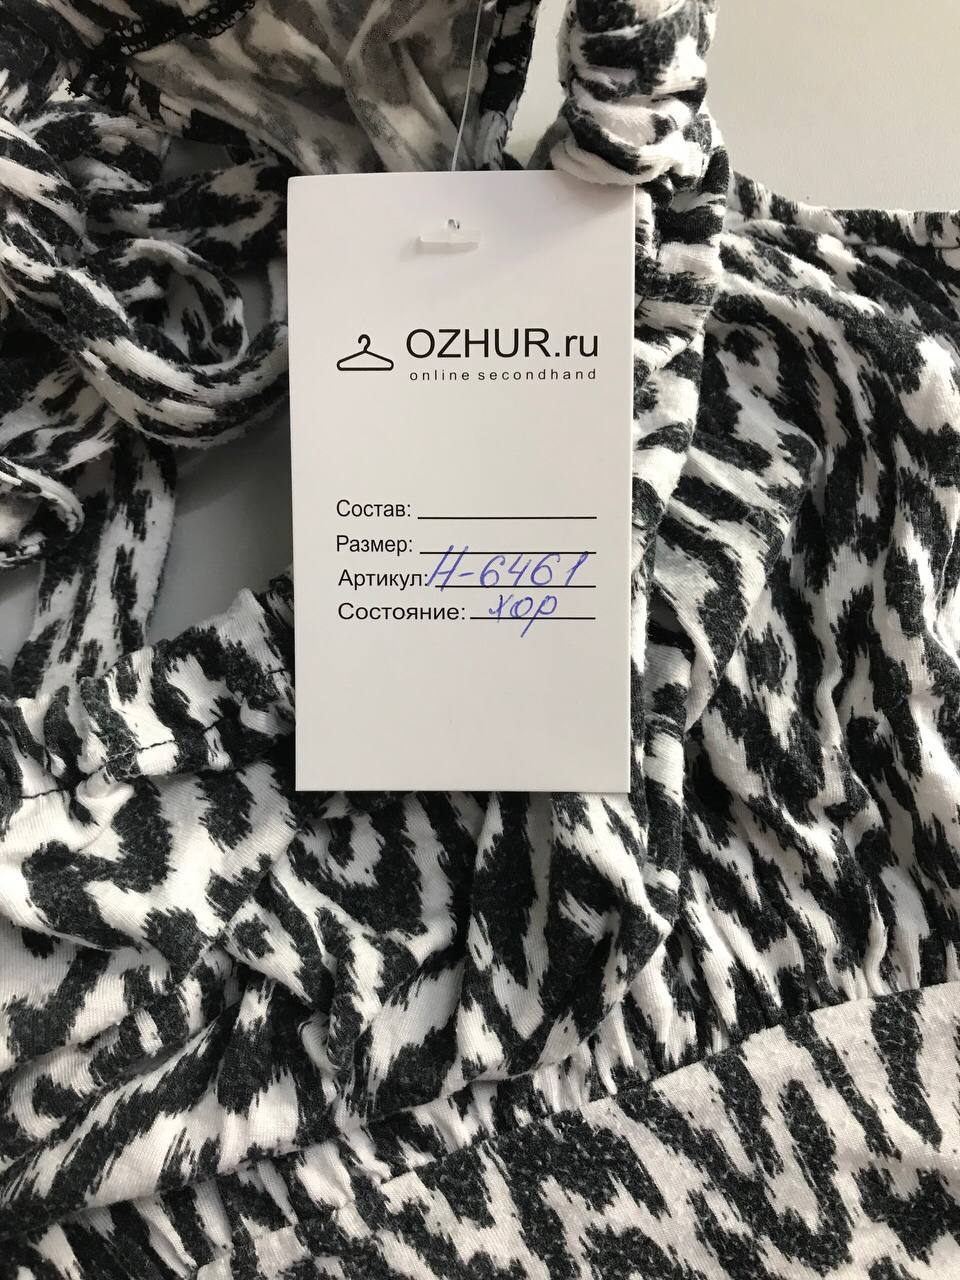 OZHUR.ru
online secondhand
Состав:
Размер:
Артикул: Н-6461
Состояние: хор